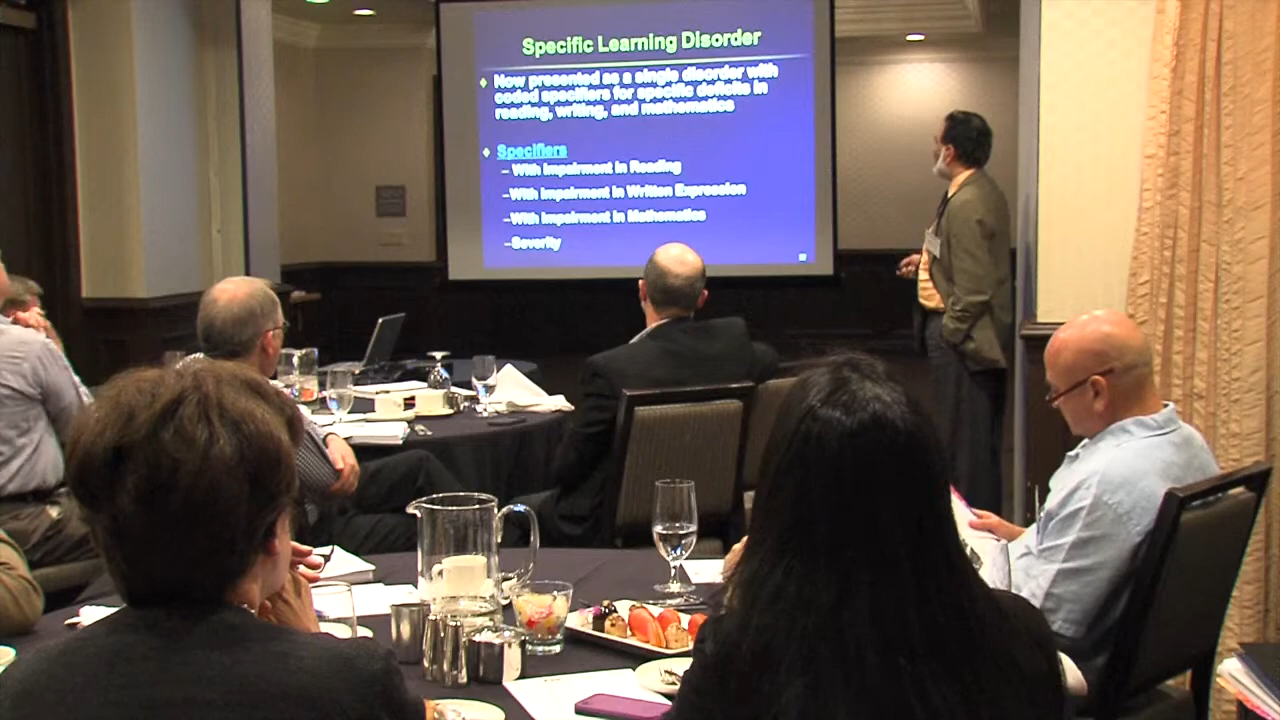 Specific Learning Disorder
Now presented as a single disorder with
coded specifiers for specific deficits in
reading, writing, and mathematics
Specifiers
– With Impairment in Reading
–With Impairment in Written Expression
–With Impairment in Mathematics
–Severity